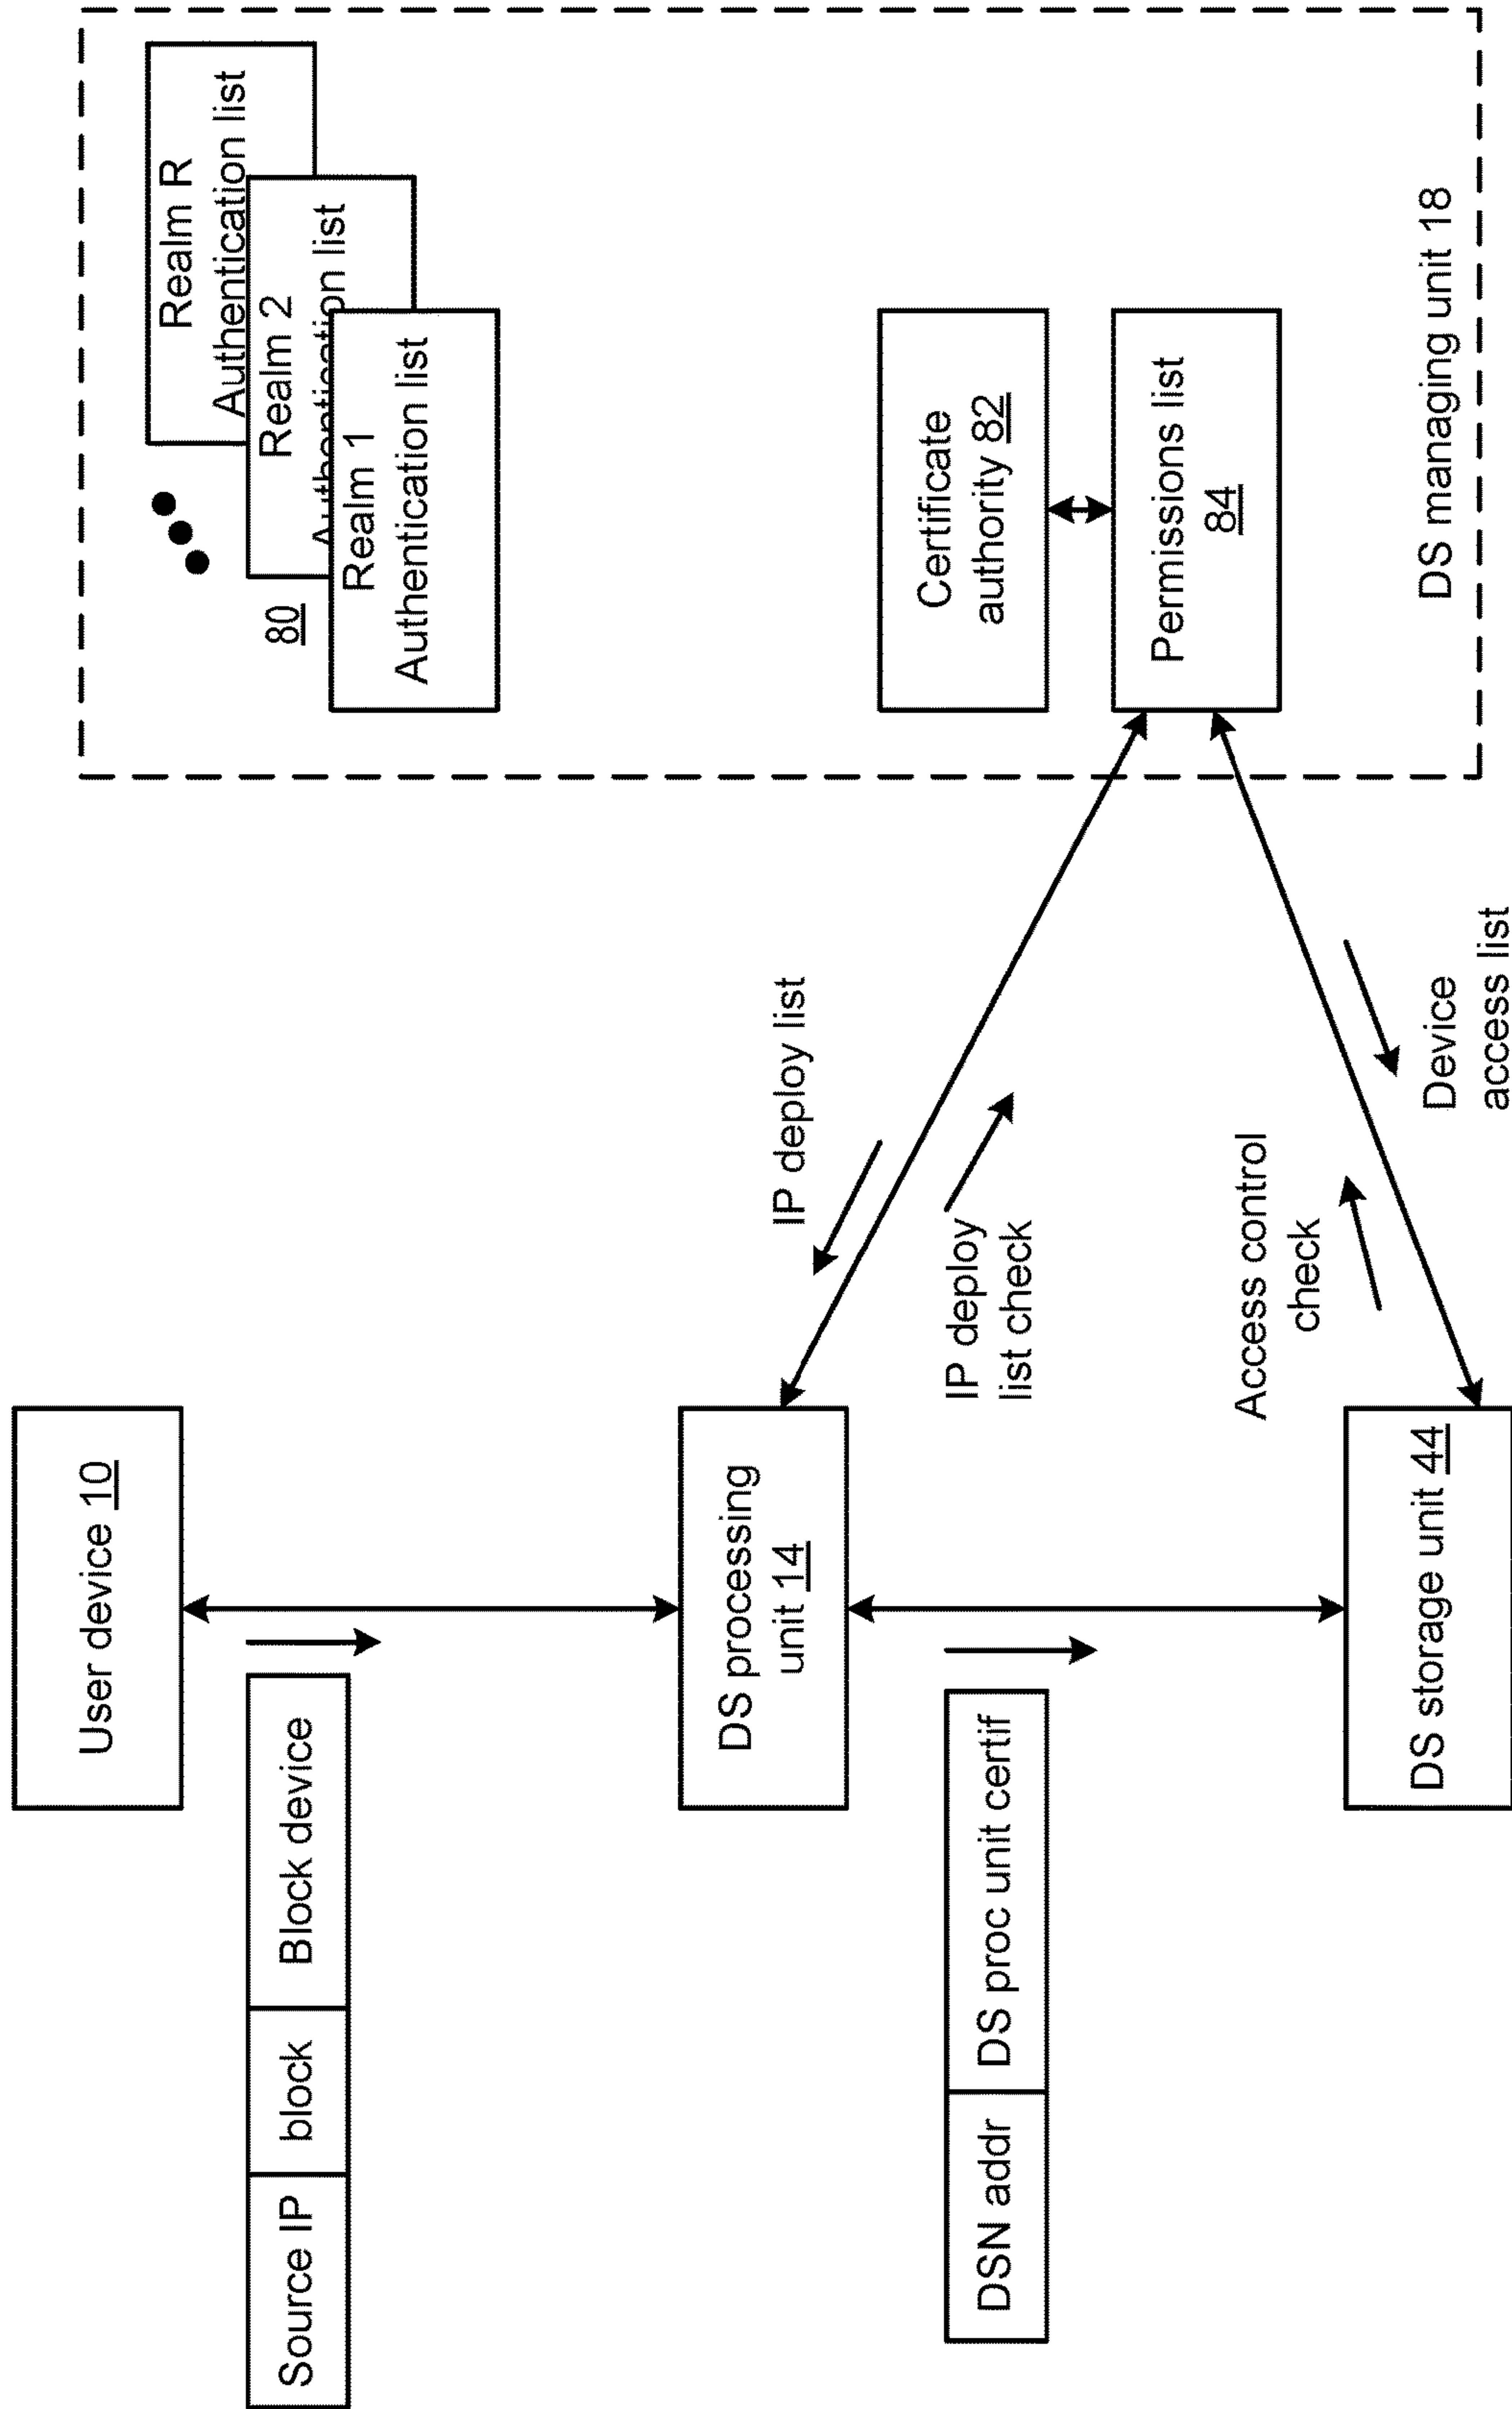 User device 10
Source IP
block
Block device
DS processing
unit 14
DSN addr
DS proc unit certif
DS storage unit 44
IP deploy list
IP deploy
list check
Access control
check
Device
access list
Realm R
Authentication list
Realm 2
Authentication list
Realm 1
Authentication list
80
Certificate
authority 82
Permissions list
84
DS managing unit 18